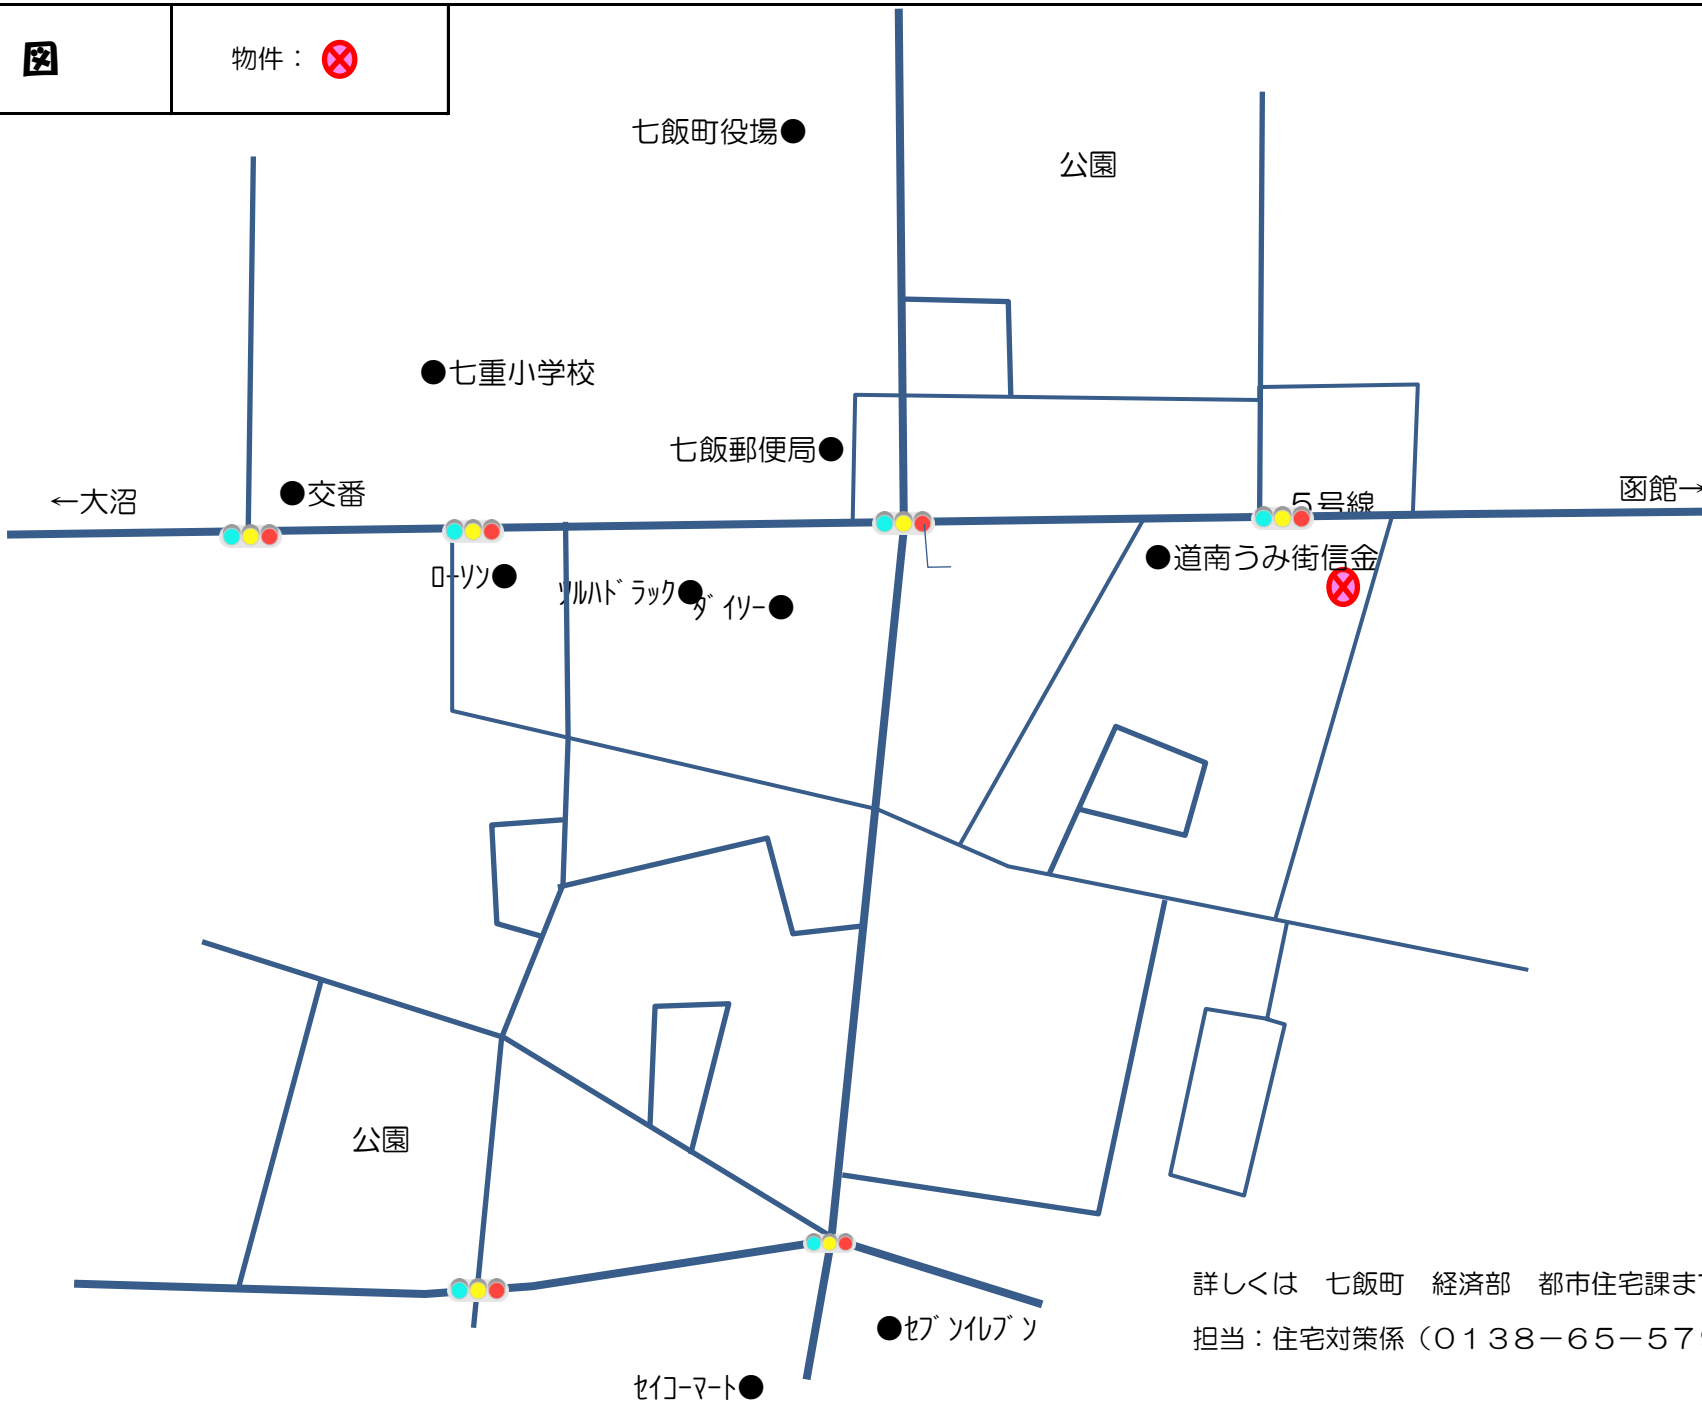 図
物件：
七飯町役場●
公園
●七重小学校
七飯郵便局●
←大沼
●交番
5号線
函館→
●道南うみ街信金
ﾛｰｿﾝ●
ﾂﾙﾊﾄﾞﾗｯｸ●
ﾀﾞｲｿｰ●
公園
詳しくは　七飯町　経済部　都市住宅課ま
担当：住宅対策係（０１３８－６５－５７
●ｾﾌﾞﾝｲﾚﾌﾞﾝ
ｾｲｺｰﾏｰﾄ●